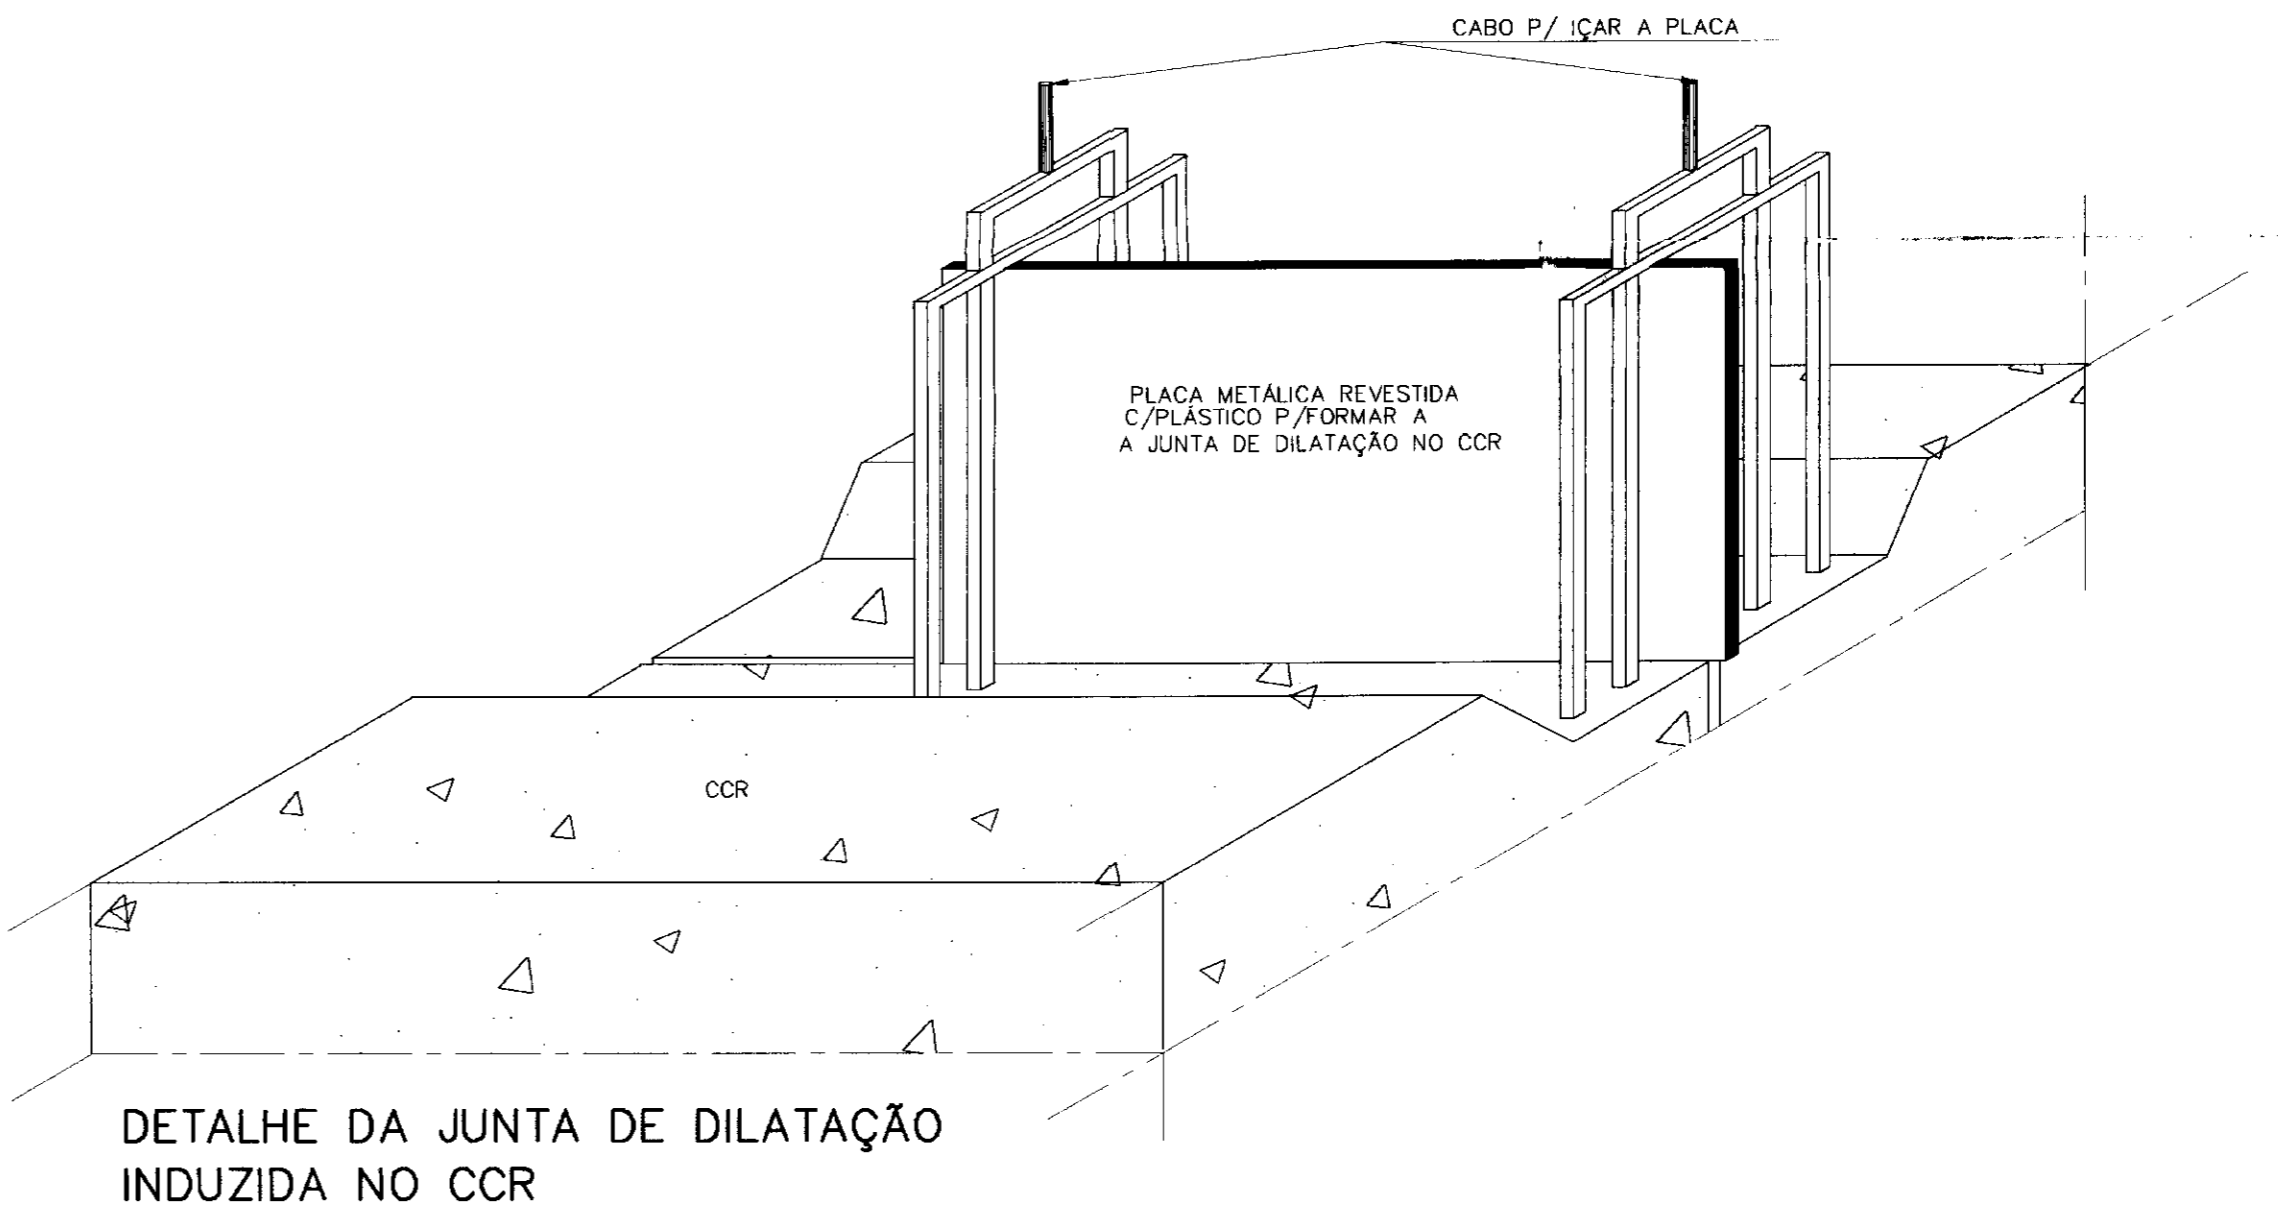 CABO P/ IÇAR A PLACA
PLACA METÁLICA REVESTIDA
C/PLÁSTICO P/FORMAR A
A JUNTA DE DILATAÇÃO NO CCR
CCR
DETALHE DA JUNTA DE DILATAÇÃO
INDUZIDA NO CCR